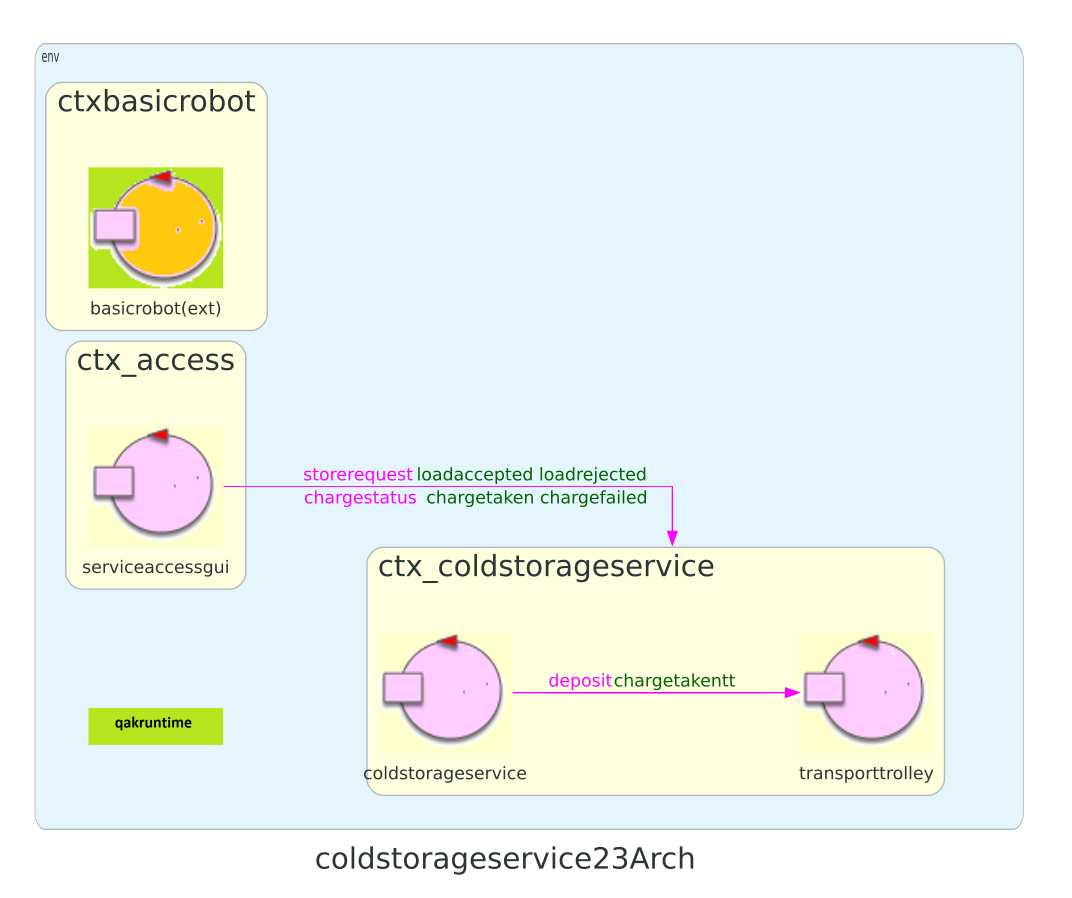 env
ctxbasicrobot
basicrobot(ext)
ctx_access
serviceaccessgui
storerequest loadaccepted loadrejected
chargestatus chargetaken chargefailed
ctx_coldstorageservice
deposit chargetakentt
coldstorageservice
transporttrolley
qakruntime
coldstorageservice23Arch